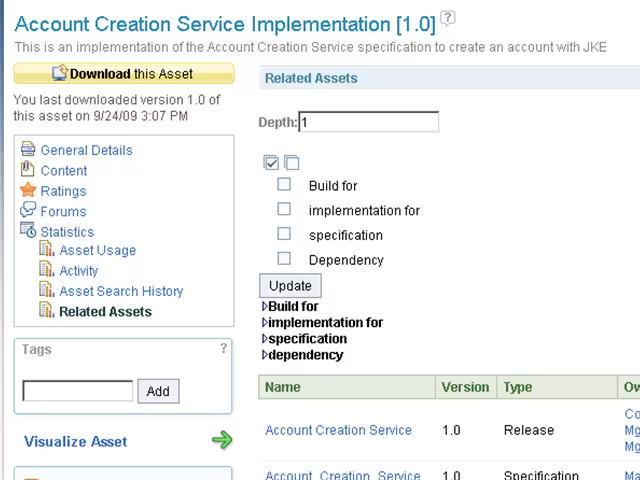 Account Creation Service Implementation [1.0] ?
This is an implementation of the Account Creation Service specification to create an account with JKE
Download this Asset
You last downloaded version 1.0 of
this asset on 9/24/09 3:07 PM
General Details
Content
Ratings
Forums
Statistics
Asset Usage
Activity
Asset Search History
Related Assets
Tags ?
Add
Visualize Asset
Related Assets
Depth: 1
Build for
implementation for
specification
Dependency
Update
Build for
implementation for
specification
dependency
Name Version Type
Account Creation Service 1.0 Release
Account Creation Service 1.0 Specification